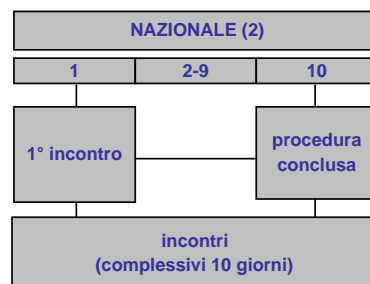 NAZIONALE (2)
1 2-9 10
1° incontro
procedura
conclusa
incontri
(complessivi 10 giorni)